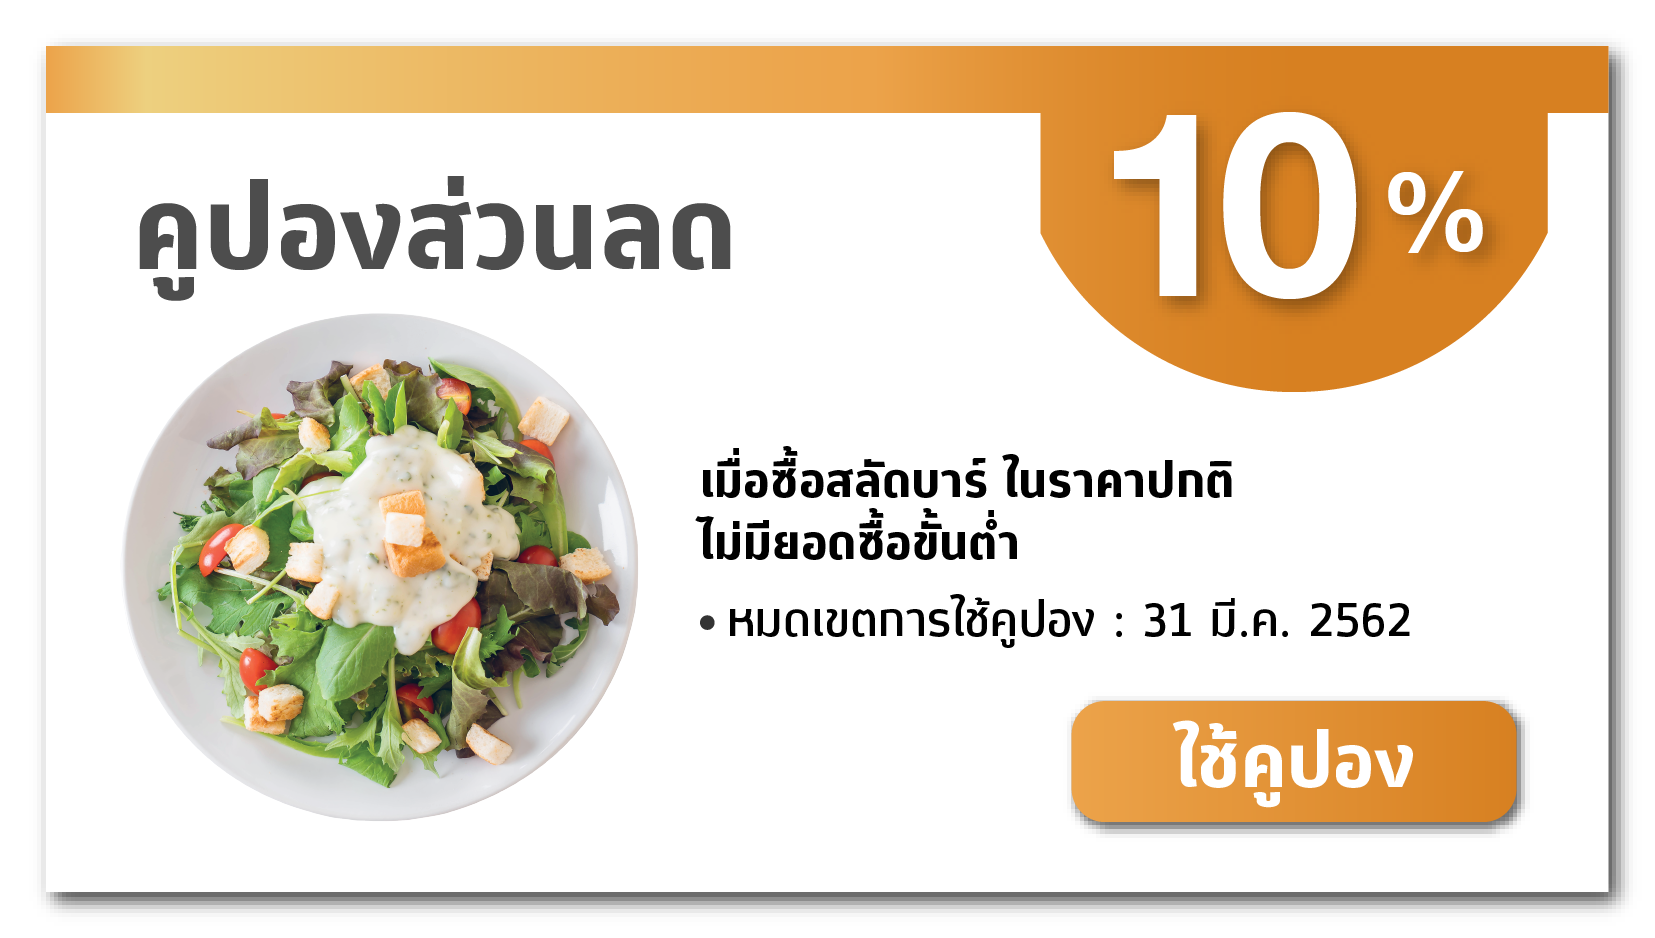 คูปองส่วนลด
10 %
เมื่อซื้อสลัดบาร์ ในราคาปกติ
ไม่มียอดซื้อขั้นต่ำ
• หมดเขตการใช้คูปอง : 31 มี.ค. 2562
ใช้คูปอง